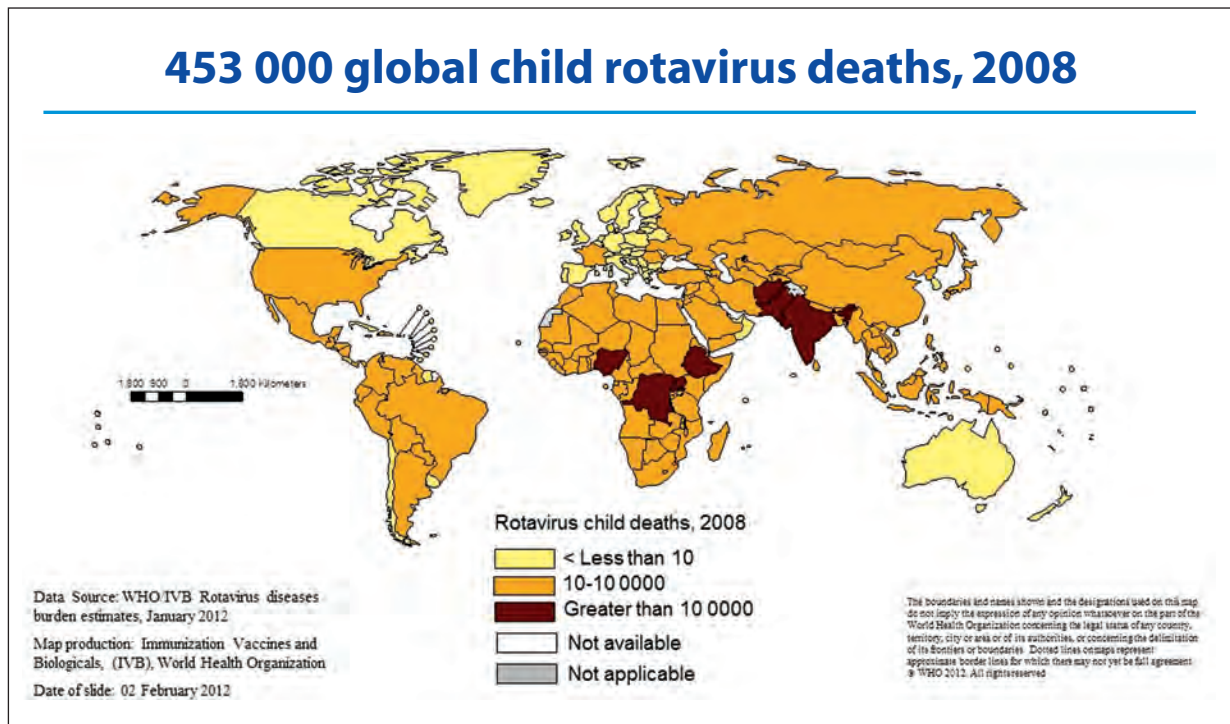 453 000 global child rotavirus deaths, 2008
1,800 900 0 1,800 Kilometers
Rotavirus child deaths, 2008
< Less than 10
10-10 0000
Greater than 10 0000
Not available
Not applicable
Data Source: WHO/IVB Rotavirus diseases
burden estimates, January 2012
Map production: Immunization Vaccines and
Biologicals, (IVB), World Health Organization
Date of slide: 02 February 2012
The boundaries and names shown and the designations used on this map
do not imply the expression of any opinion whatsoever on the part of the
World Health Organization concerning the legal status of any country,
territory, city or area or of its authorities, or concerning the delimitation
of its frontiers or boundaries. Dotted lines on maps represent
approximate border lines for which there may not yet be full agreement.
© WHO 2012. All rights reserved